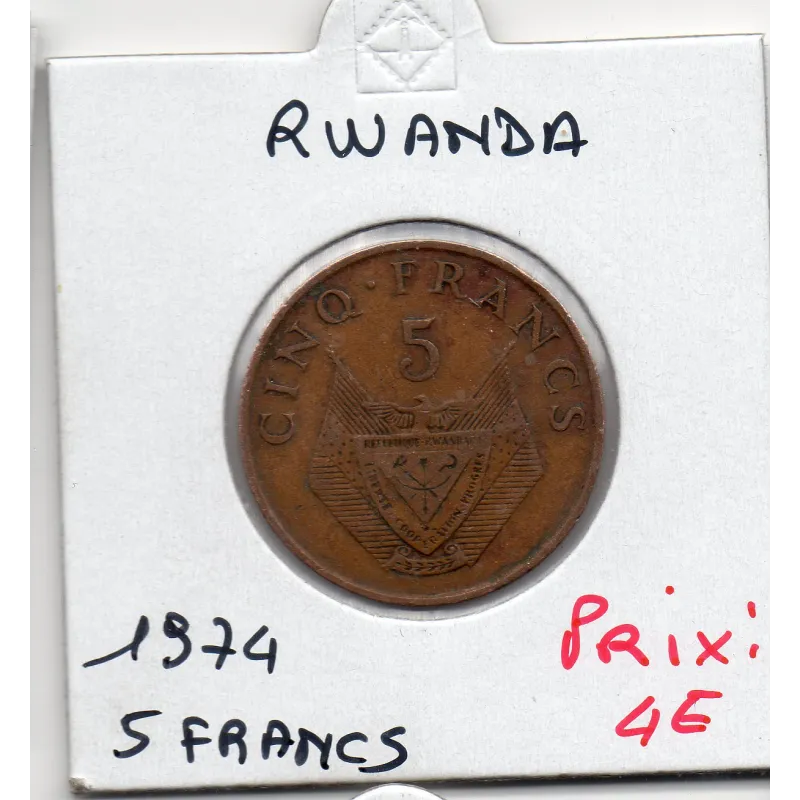 RWANDA
CINQ · FRANCS
5
REPUBLIQUE RWANDAISE
LIBERTE COOPERATION PROGRES
1974
5 FRANCS
Prix:
4E